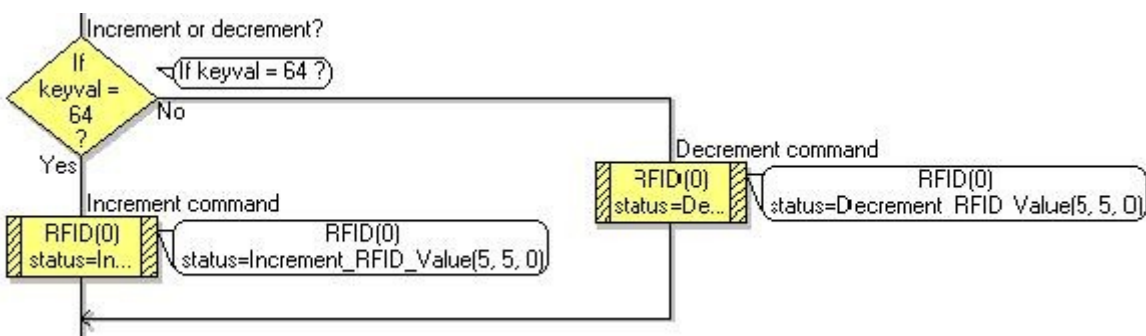 Increment or decrement?
If
keyval =
64
?
If keyval = 64 ?)
No
Yes
Decrement command
RFID(0)
status=De...
RFID(0)
status=Decrement_RFID_Value(5, 5, 0)
Increment command
RFID(0)
status=In...
RFID(0)
status=Increment_RFID_Value(5, 5, 0)